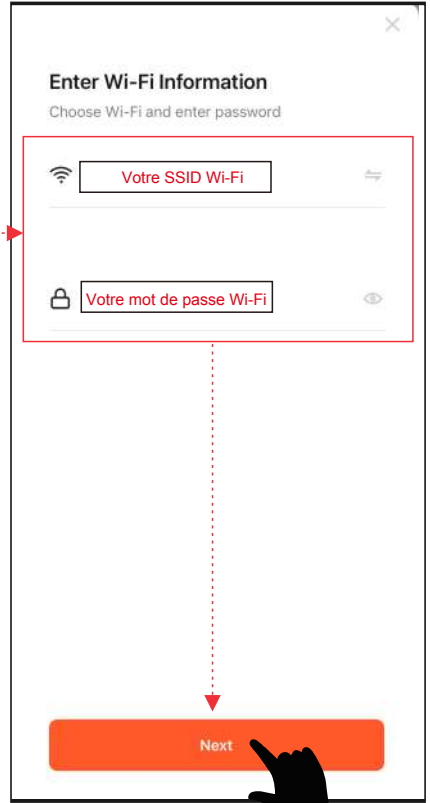 Enter Wi-Fi Information
Choose Wi-Fi and enter password
Votre SSID Wi-Fi
Votre mot de passe Wi-Fi
Next